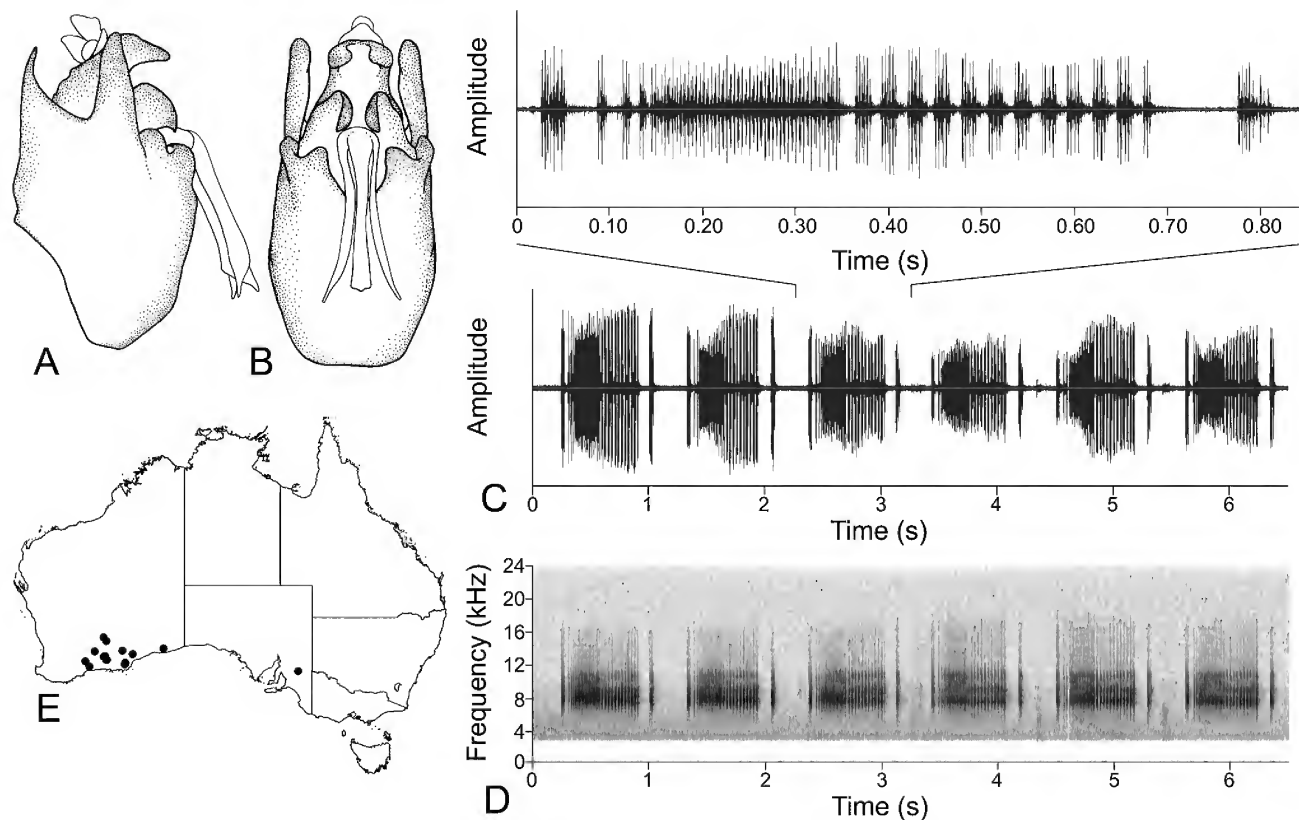 A
B
Amplitude
0 0.10 0.20 0.30 0.40 0.50 0.60 0.70 0.80
Time (s)
Amplitude
C
0 1 2 3 4 5 6
Time (s)
E
Frequency (kHz)
24
20
16
12
8
4
0
D
0 1 2 3 4 5 6
Time (s)